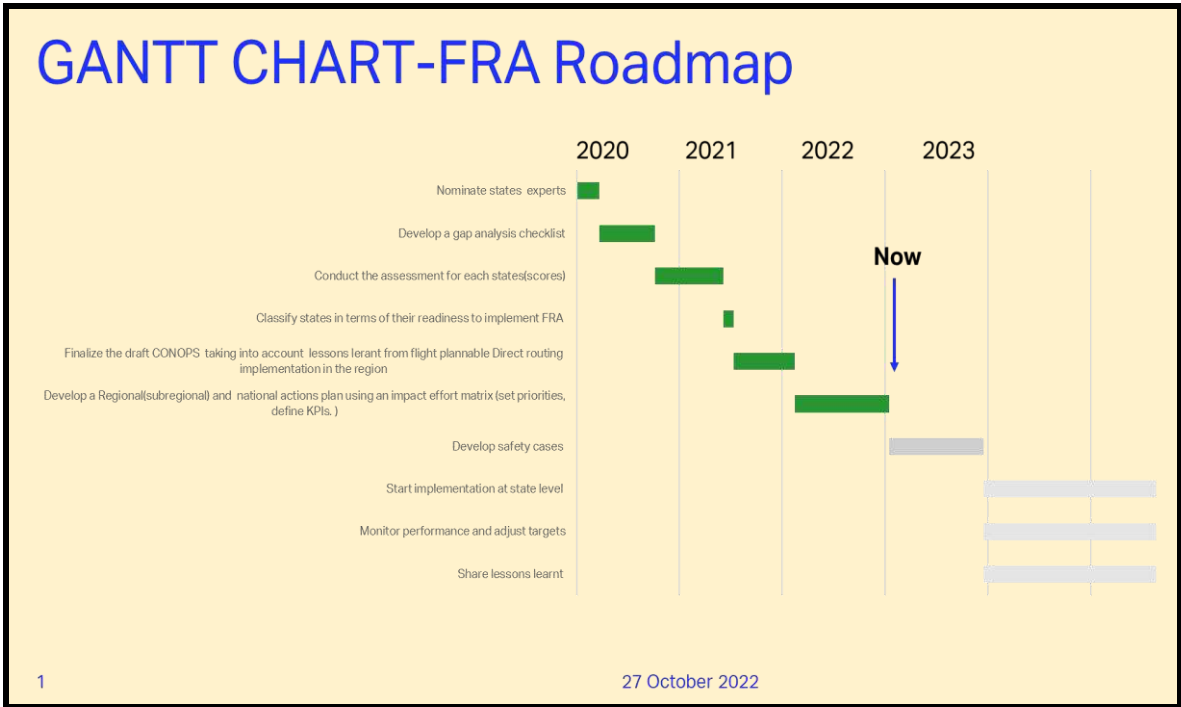 GANTT CHART-FRA Roadmap
2020 2021 2022 2023
Nominate states experts
Develop a gap analysis checklist
Now
Conduct the assessment for each states(scores)
Classify states in terms of their readiness to implement FRA
Finalize the draft CONOPS taking into account lessons lerant from flight plannable Direct routing
implementation in the region
Develop a Regional(subregional) and national actions plan using an impact effort matrix (set priorities,
define KPIs. )
Develop safety cases
Start implementation at state level
Monitor performance and adjust targets
Share lessons learnt
1
27 October 2022